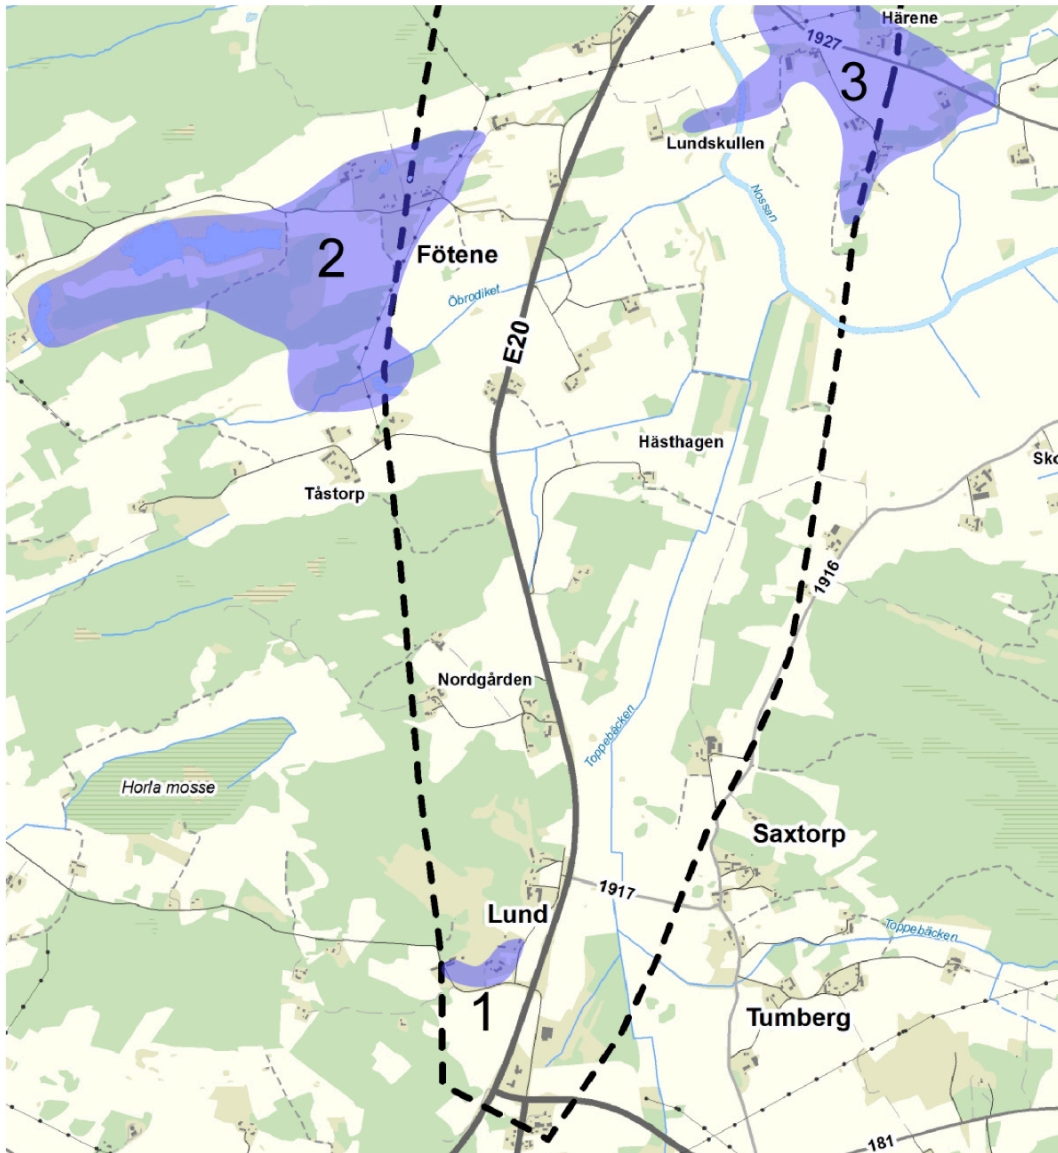 Härene
1927
3
Lundskullen
Nossan
2
Fötene
Öbrodiket
E20
Hästhagen
Sko
Tåstorp
1916
Nordgården
Toppebäcken
Horla mosse
Saxtorp
1917
Lund
Toppebäcken
1
Tumberg
181